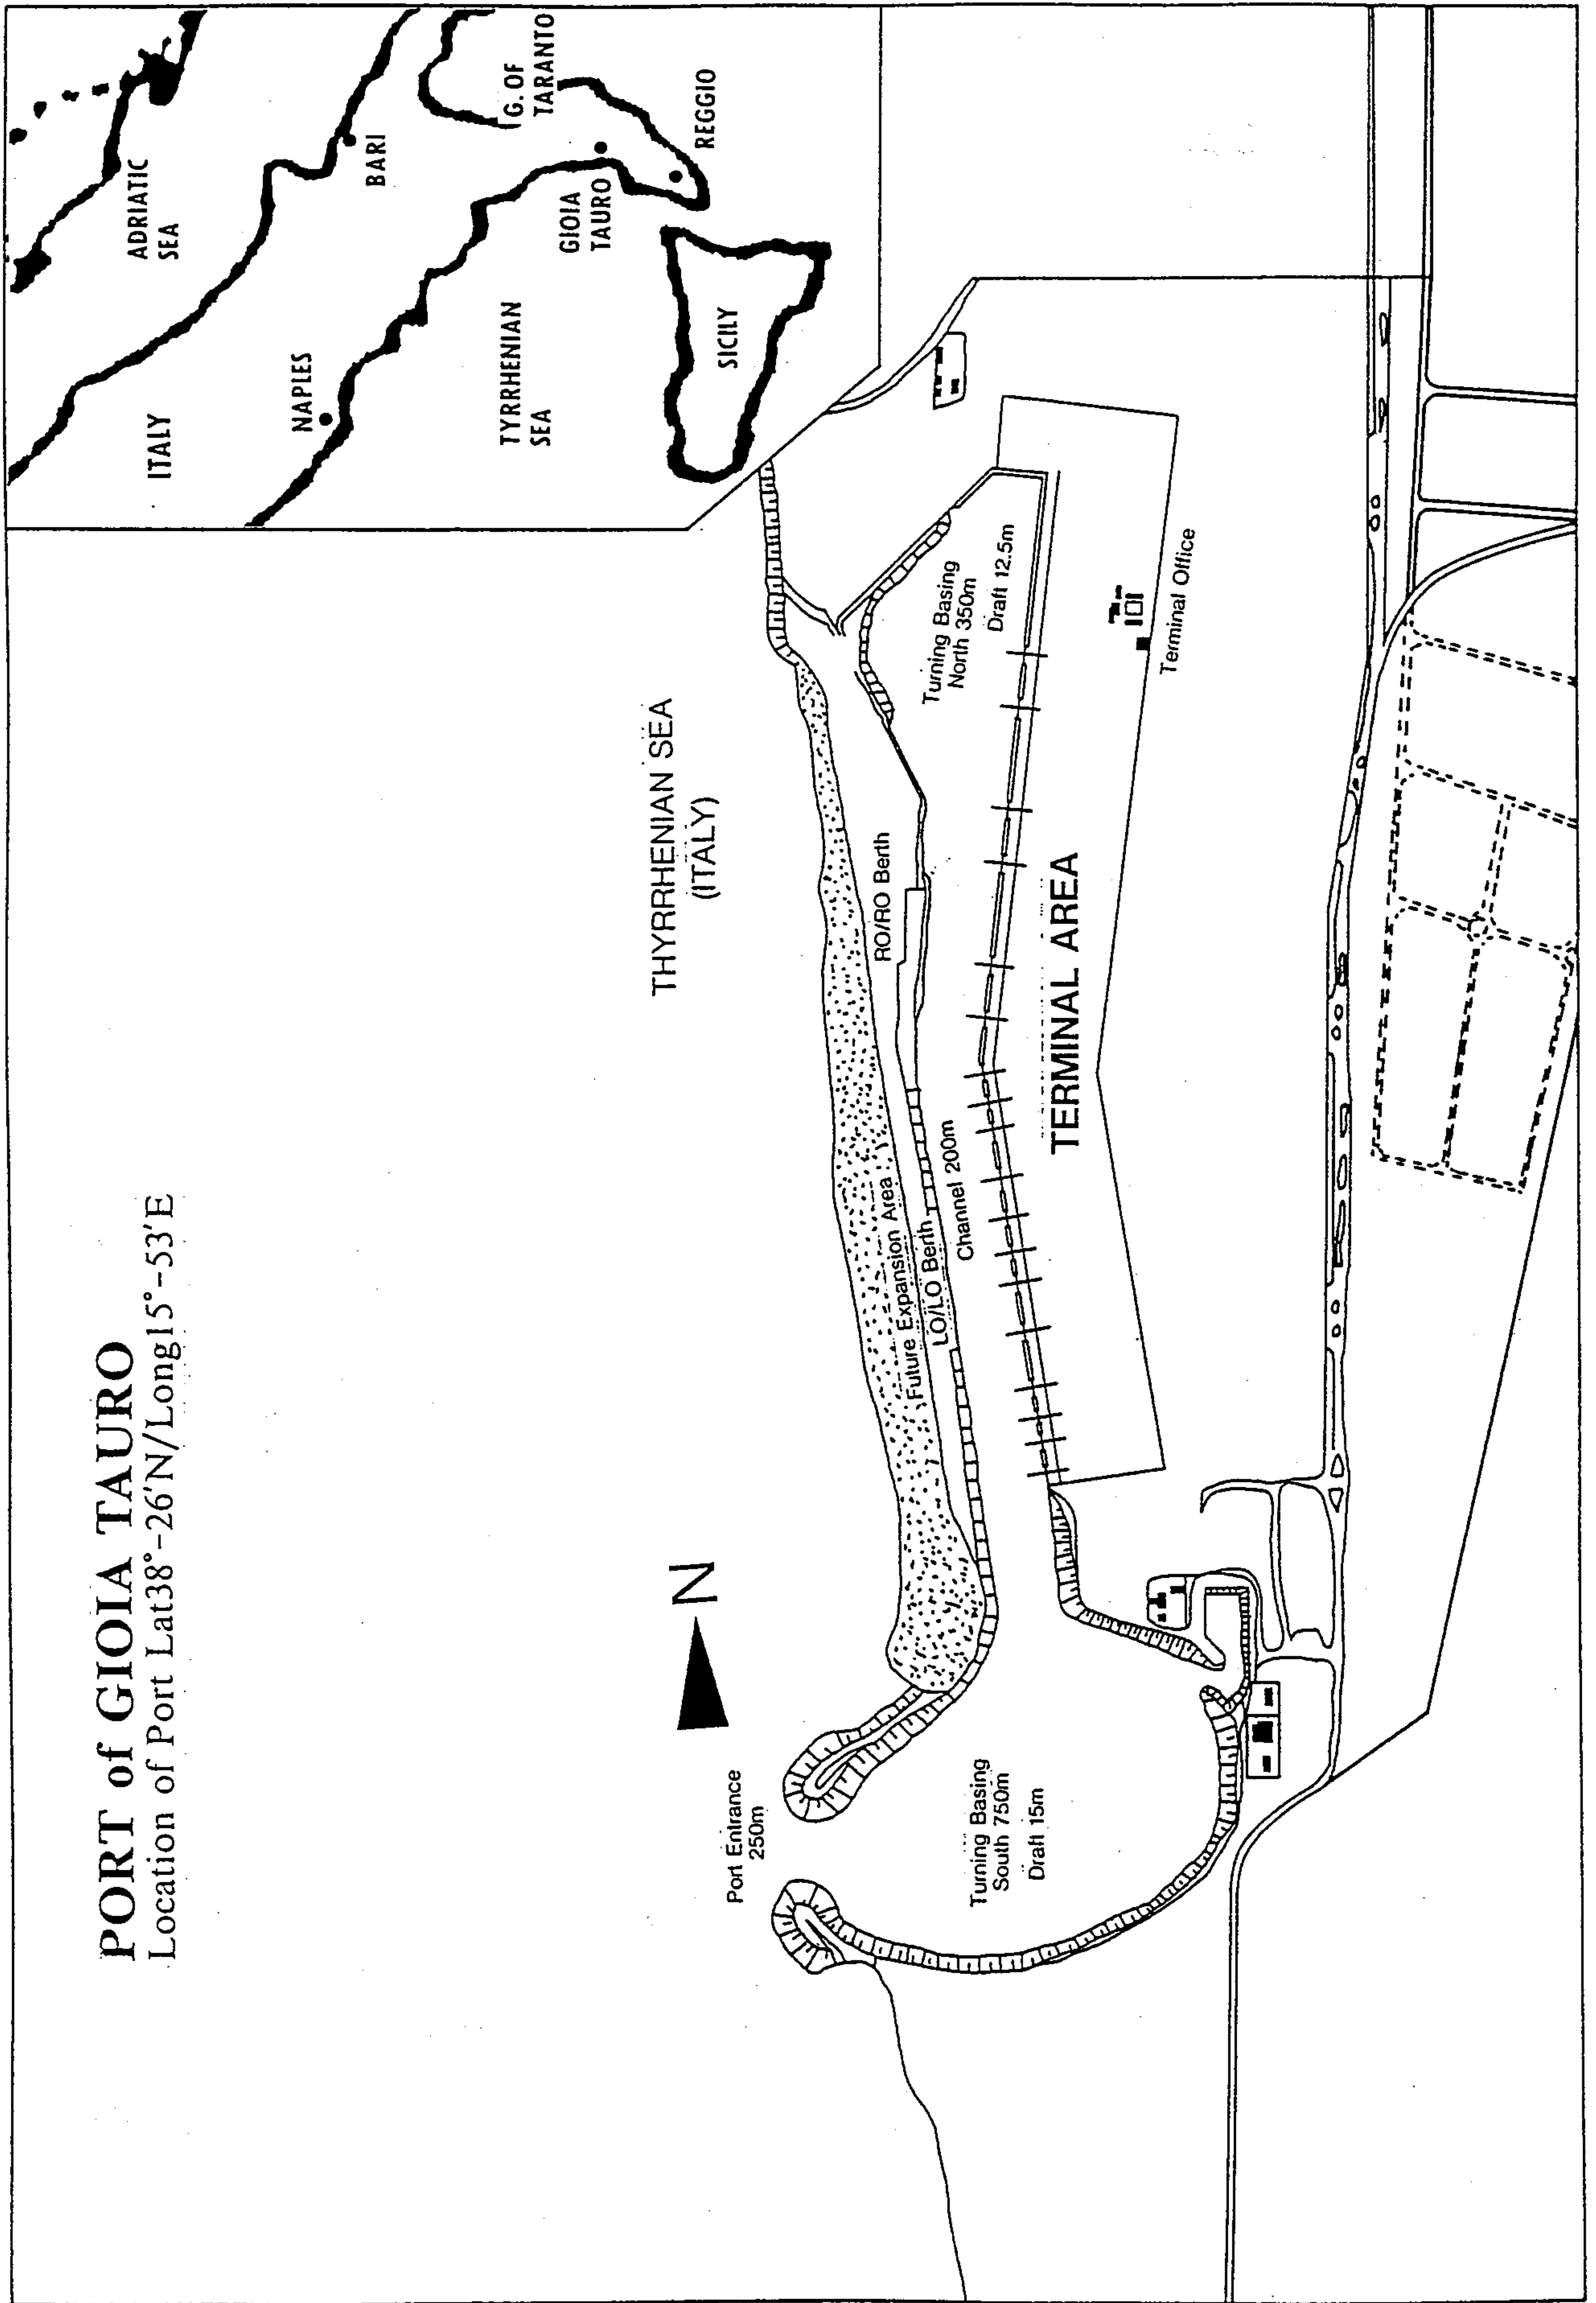 PORT of GIOIA TAURO
Location of Port Lat38°-26'N/Long15°-53'E
ITALY
ADRIATIC
SEA
NAPLES
BARI
TYRRHENIAN
SEA
G. OF
TARANTO
GIOIA
TAURO
REGGIO
SICILY
THYRRHENIAN SEA
(ITALY)
N
Port Entrance
250m
Future Expansion Area
RO/RO Berth
LO/LO Berth
Channel 200m
Turning Basing
North 350m
Draft 12.5m
Turning Basing
South 750m
Draft 15m
TERMINAL AREA
Terminal Office